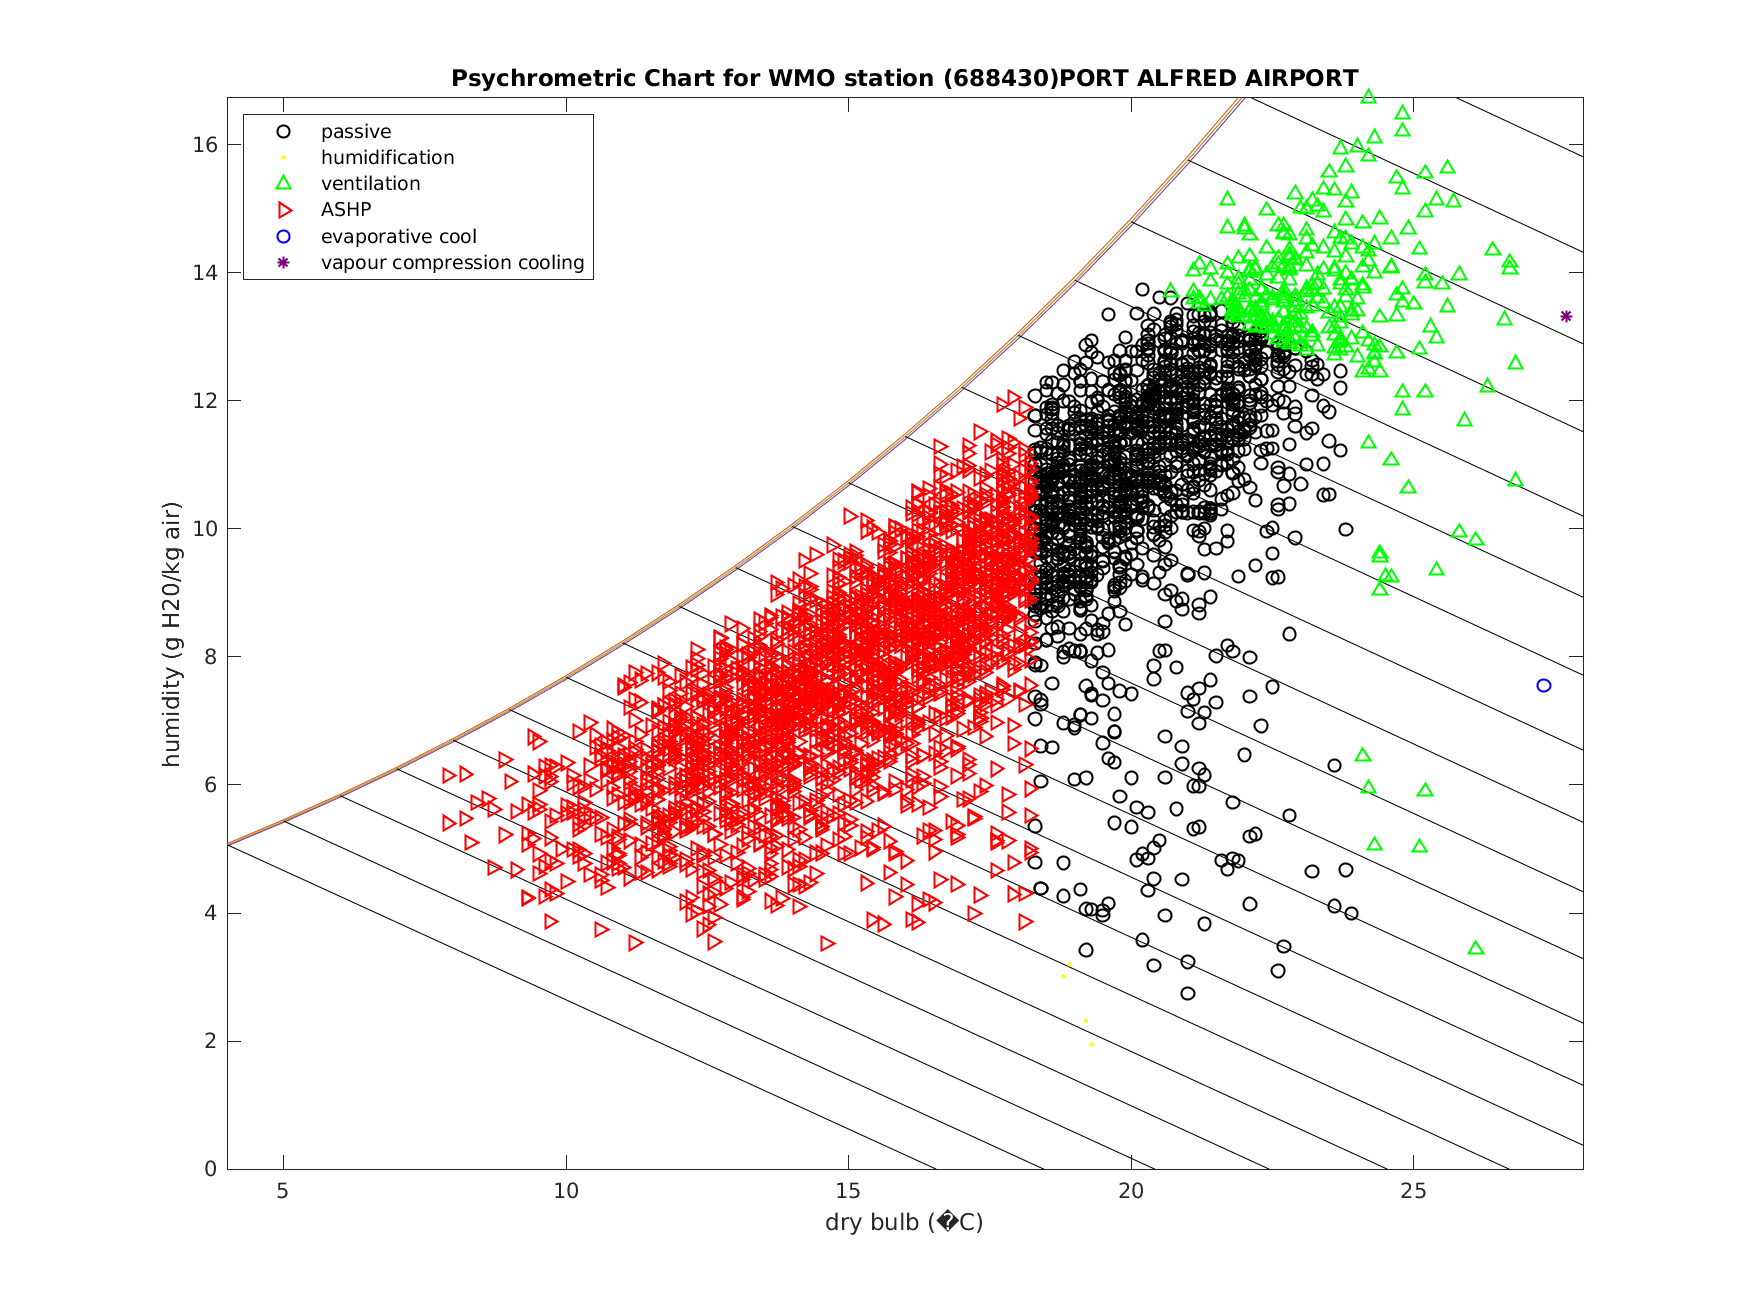 Psychrometric Chart for WMO station (688430)PORT ALFRED AIRPORT
passive
humidification
ventilation
ASHP
evaporative cool
vapour compression cooling
humidity (g H20/kg air)
16
14
12
10
8
6
4
2
0
5 10 15 20 25
dry bulb (�C)